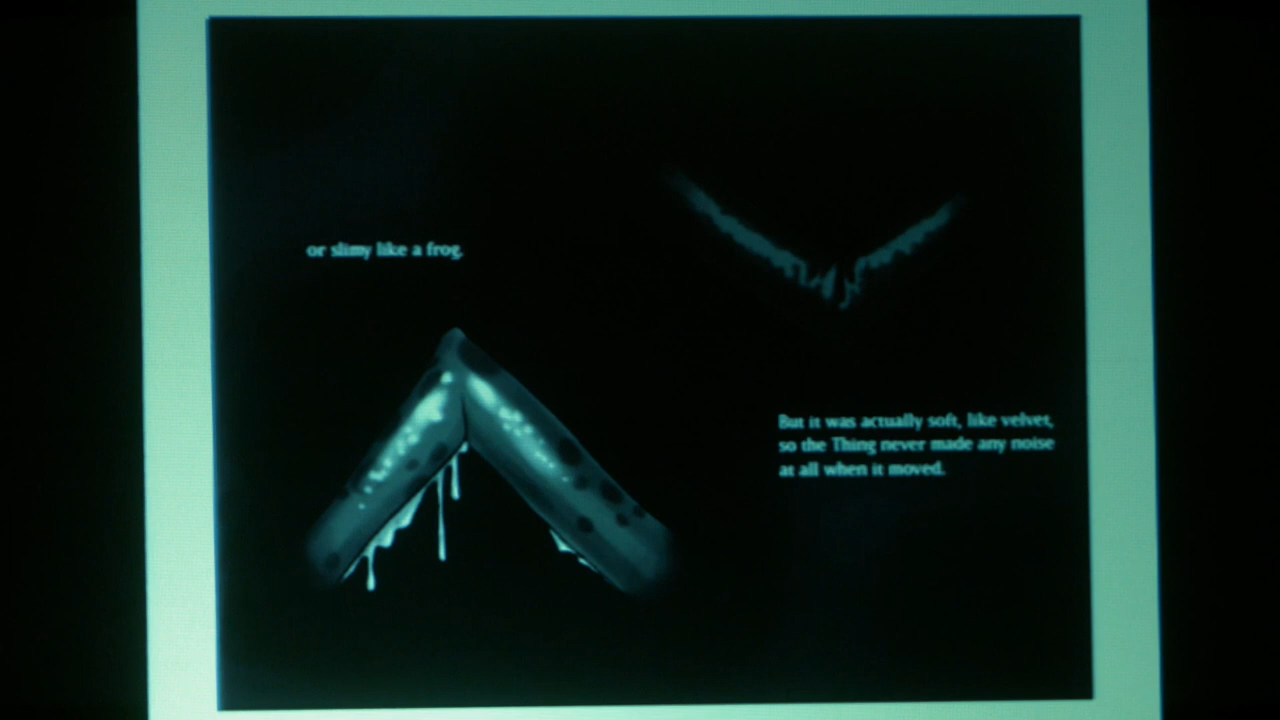 or slimy like a frog.
But it was actually soft, like velvet,
so the Thing never made any noise
at all when it moved.